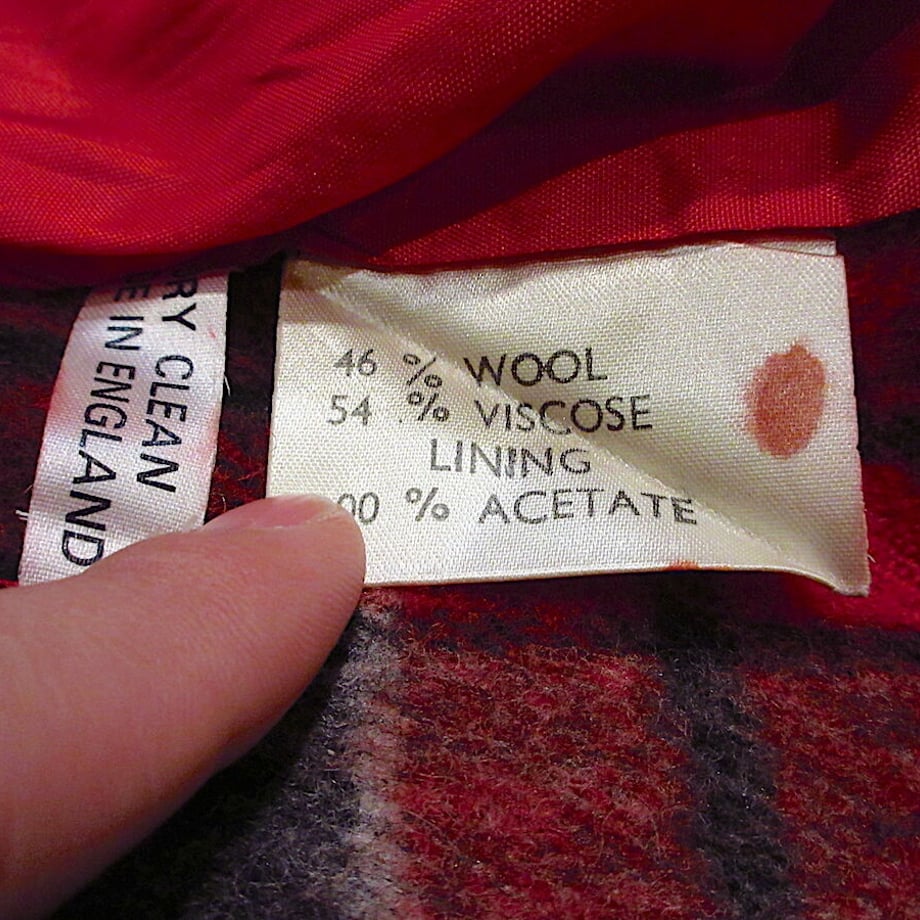 RY CLEAN
E IN ENGLAND
46 % WOOL
54 % VISCOSE
LINING
00 % ACETATE